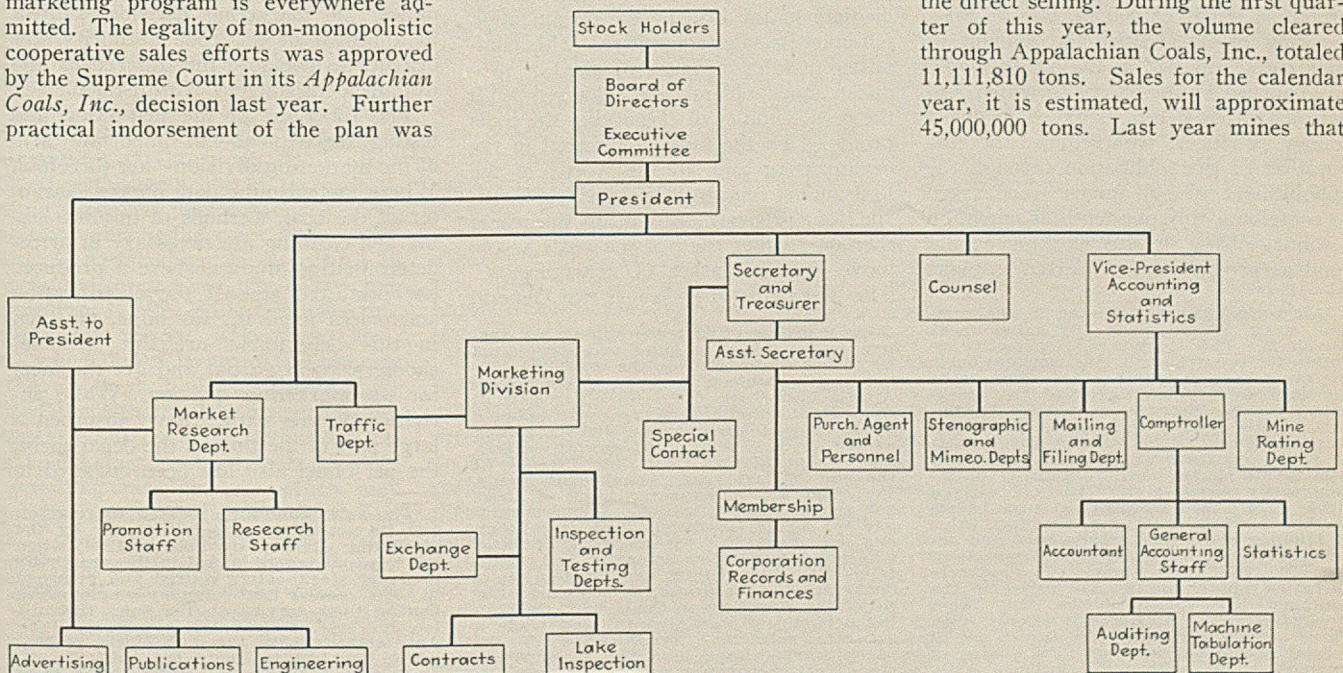 marketing program is everywhere ad-
mitted. The legality of non-monopolistic
cooperative sales efforts was approved
by the Supreme Court in its Appalachian
Coals, Inc., decision last year. Further
practical indorsement of the plan was
the direct selling. During the first quar-
ter of this year, the volume cleared
through Appalachian Coals, Inc., totaled
11,111,810 tons. Sales for the calendar
year, it is estimated, will approximate
45,000,000 tons. Last year mines that
Stock Holders
Board of
Directors
Executive
Committee
President
Asst. to
President
Secretary
and
Treasurer
Counsel
Vice-President
Accounting
and
Statistics
Asst. Secretary
Marketing
Division
Market
Research
Dept.
Traffic
Dept.
Special
Contact
Purch. Agent
and
Personnel
Stenographic
and
Mimeo. Depts
Mailing
and
Filing Dept.
Comptroller
Mine
Rating
Dept.
Promotion
Staff
Research
Staff
Exchange
Dept.
Inspection
and
Testing
Depts.
Membership
Corporation
Records and
Finances
Accountant
General
Accounting
Staff
Statistics
Advertising
Publications
Engineering
Contracts
Lake
Inspection
Auditing
Dept.
Machine
Tabulation
Dept.